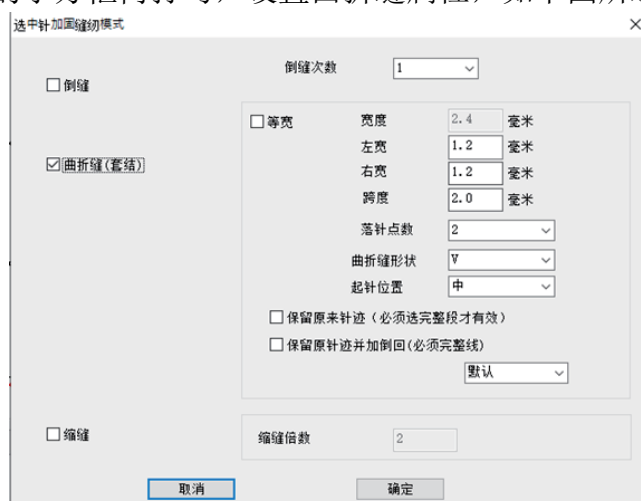 选中针加固缝纫模式
倒缝
倒缝次数 1
等宽
宽度 2.4 毫米
左宽 1.2 毫米
曲折缝(套结)
右宽 1.2 毫米
跨度 2.0 毫米
落针点数 2
曲折缝形状 V
起针位置 中
保留原来针迹（必须选完整段才有效）
保留原针迹并加倒回(必须完整线)
默认
缩缝
缩缝倍数 2
取消
确定